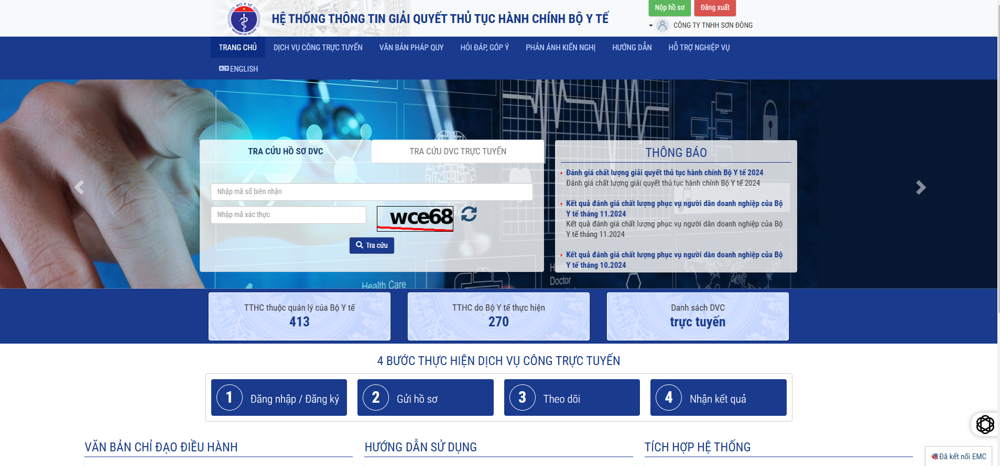 BỘ Y TẾ
MINISTRY OF HEALTH
HỆ THỐNG THÔNG TIN GIẢI QUYẾT THỦ TỤC HÀNH CHÍNH BỘ Y TẾ
Nộp hồ sơ
Đăng xuất
CÔNG TY TNHH SƠN ĐÒNG
TRANG CHỦ
DỊCH VỤ CÔNG TRỰC TUYẾN
VĂN BẢN PHÁP QUY
HỎI ĐÁP, GÓP Ý
PHẢN ÁNH KIẾN NGHỊ
HƯỚNG DẪN
HỖ TRỢ NGHIỆP VỤ
ENGLISH
TRA CỨU HỒ SƠ DVC
TRA CỨU DVC TRỰC TUYẾN
Nhập mã số biên nhận
Nhập mã xác thực
wce68
Tra cứu
THÔNG BÁO
Đánh giá chất lượng giải quyết thủ tục hành chính Bộ Y tế 2024
Đánh giá chất lượng giải quyết thủ tục hành chính Bộ Y tế 2024
Kết quả đánh giá chất lượng phục vụ người dân doanh nghiệp của Bộ
Y tế tháng 11.2024
Kết quả đánh giá chất lượng phục vụ người dân doanh nghiệp của Bộ
Y tế tháng 11.2024
Kết quả đánh giá chất lượng phục vụ người dân doanh nghiệp của Bộ
Y tế tháng 10.2024
Health Care
Doctor
TTHC thuộc quản lý của Bộ Y tế
413
TTHC do Bộ Y tế thực hiện
270
Danh sách DVC
trực tuyến
4 BƯỚC THỰC HIỆN DỊCH VỤ CÔNG TRỰC TUYẾN
1 Đăng nhập / Đăng ký
2 Gửi hồ sơ
3 Theo dõi
4 Nhận kết quả
VĂN BẢN CHỈ ĐẠO ĐIỀU HÀNH
HƯỚNG DẪN SỬ DỤNG
TÍCH HỢP HỆ THỐNG
Đã kết nối EMC